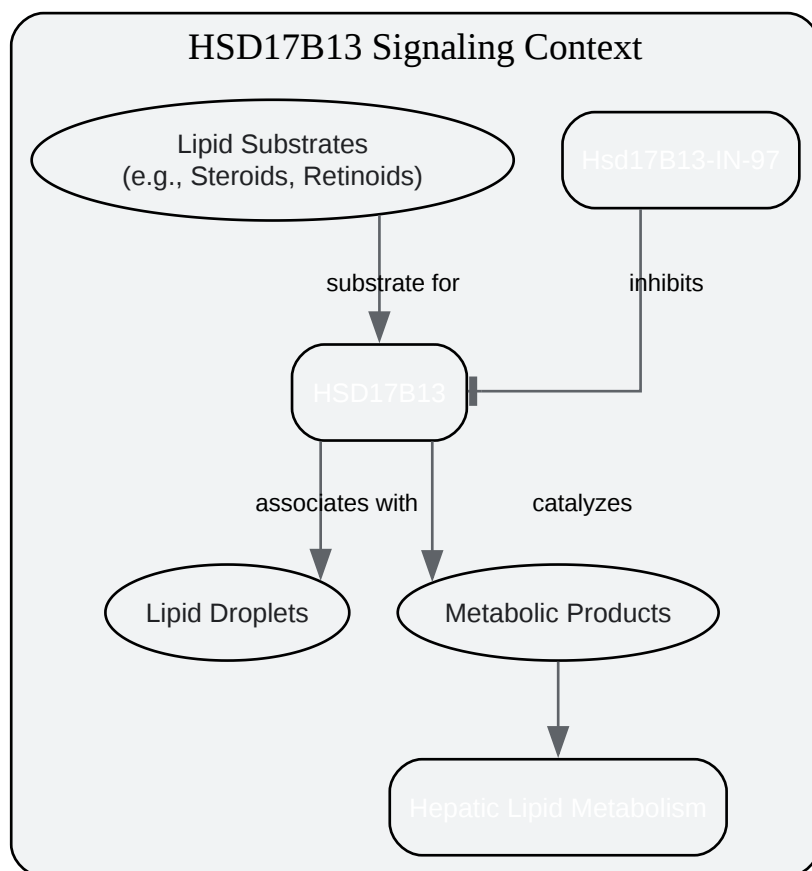 HSD17B13 Signaling Context
Lipid Substrates
(e.g., Steroids, Retinoids)
Hsd17B13-IN-97
substrate for
inhibits
HSD17B13
associates with
catalyzes
Lipid Droplets
Metabolic Products
Hepatic Lipid Metabolism